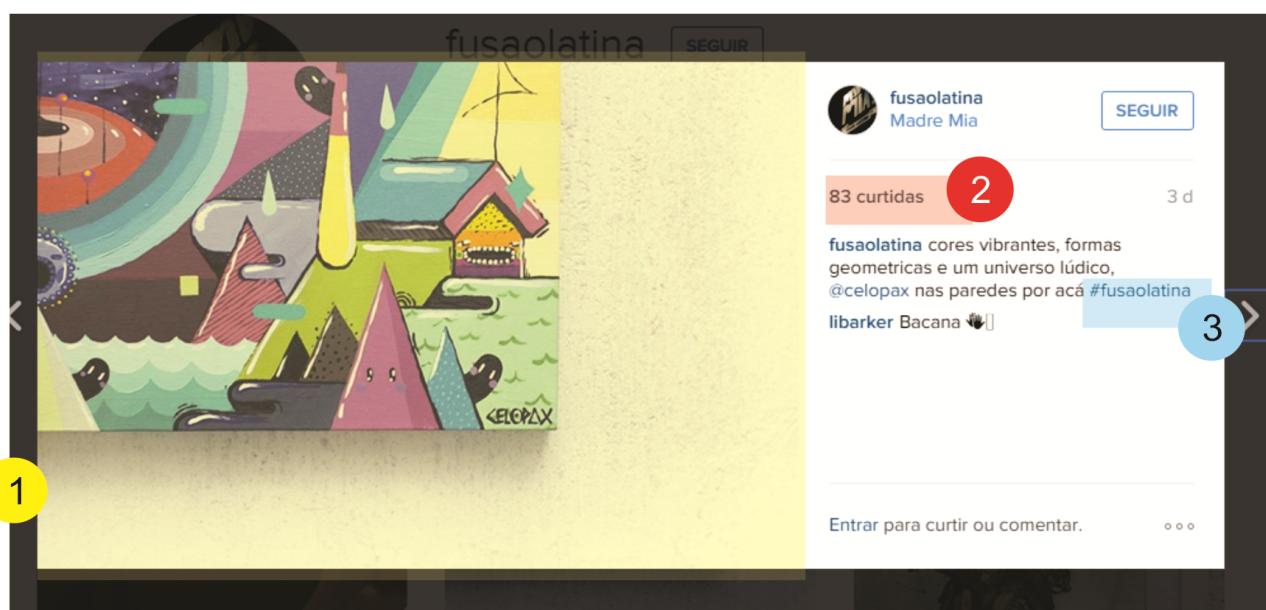 fusaolatina SEGUIR
fusaolatina
Madre Mia
SEGUIR
83 curtidas
2
3 d
fusaolatina cores vibrantes, formas
geometricas e um universo lúdico,
@celopax nas paredes por acá #fusaolatina
3
libarker Bacana 👋
CELOPAX
1
Entrar para curtir ou comentar.